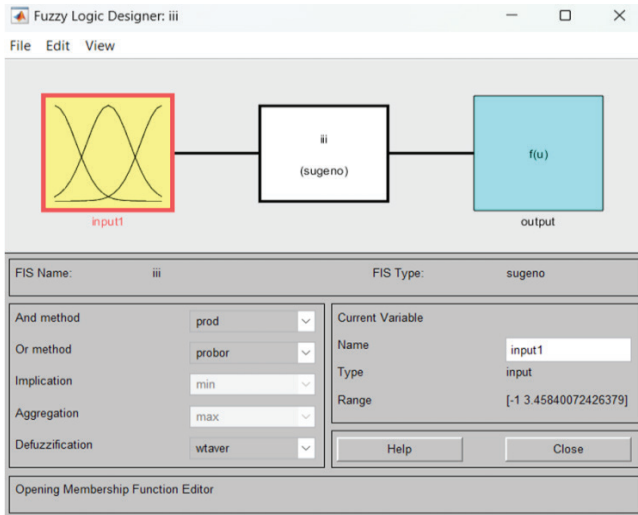 Fuzzy Logic Designer: iii
File Edit View
iii
(sugeno)
f(u)
input1
output
FIS Name: iii FIS Type: sugeno
And method prod
Or method probor
Implication min
Aggregation max
Defuzzification wtaver
Current Variable
Name input1
Type input
Range [-1 3.45840072426379]
Help Close
Opening Membership Function Editor